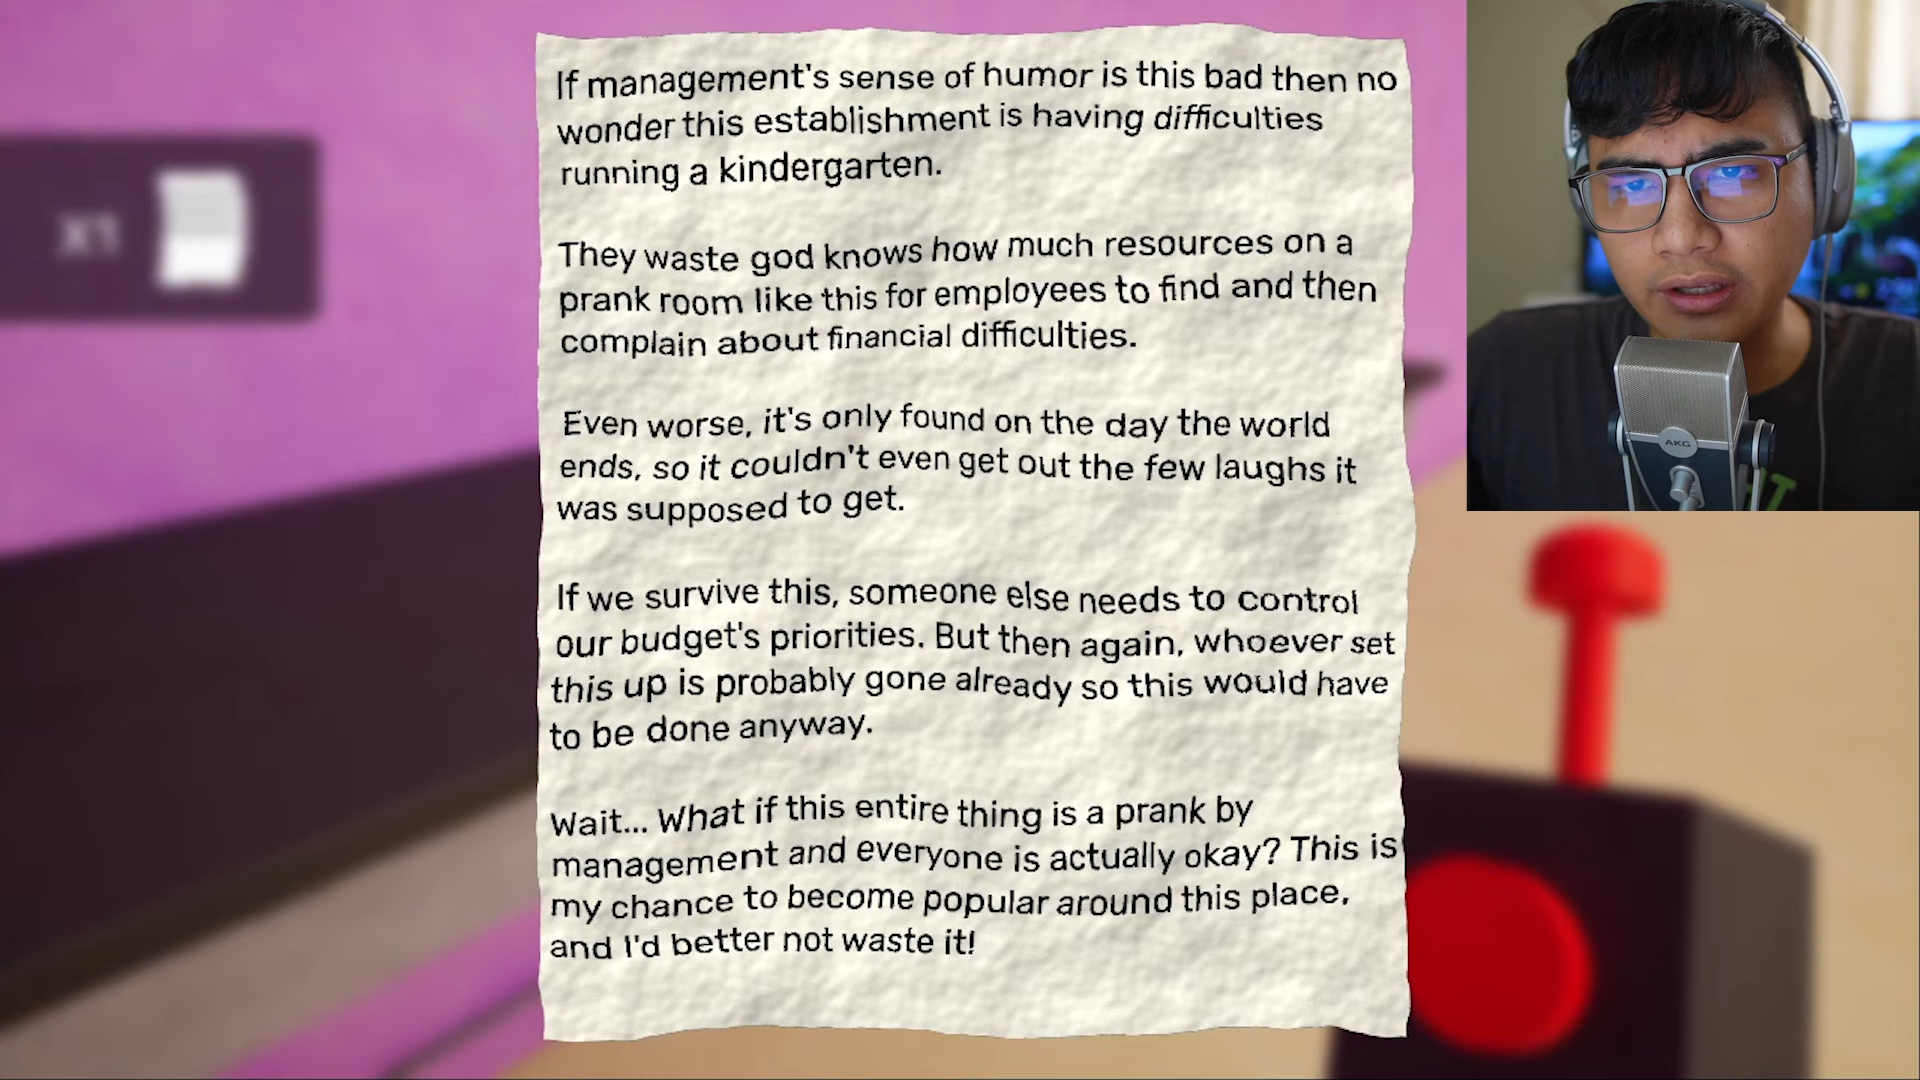 If management's sense of humor is this bad then no
wonder this establishment is having difficulties
running a kindergarten.
They waste god knows how much resources on a
prank room like this for employees to find and then
complain about financial difficulties.
Even worse, it's only found on the day the world
ends, so it couldn't even get out the few laughs it
was supposed to get.
If we survive this, someone else needs to control
our budget's priorities. But then again, whoever set
this up is probably gone already so this would have
to be done anyway.
Wait... What if this entire thing is a prank by
management and everyone is actually okay? This is
my chance to become popular around this place,
and I'd better not waste it!
X1
AKG